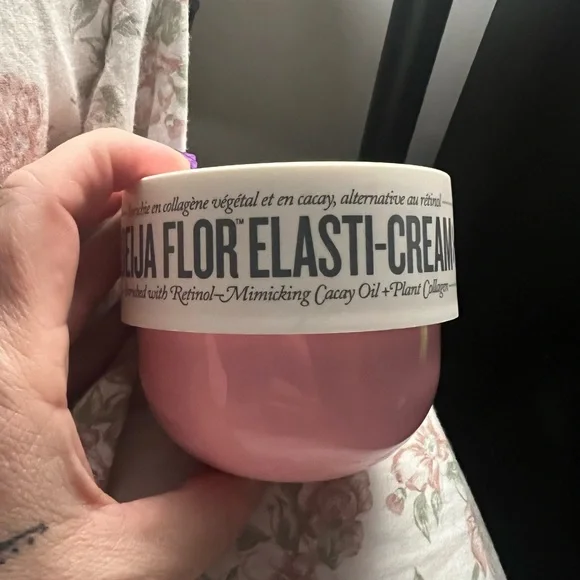 en collagène végétal et en cacay, alternative au rétinol
EIJA FLOR™ ELASTI-CREAM
with Retinol-Mimicking Cacay Oil + Plant Collagen